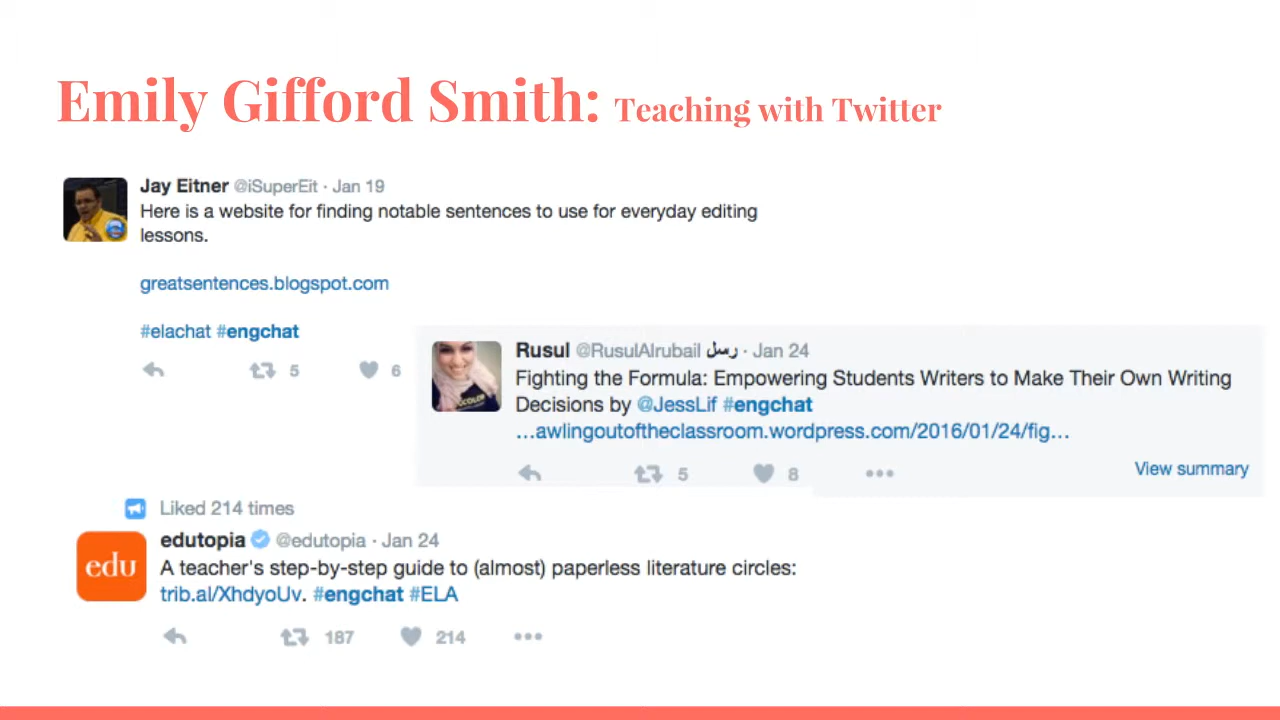 Emily Gifford Smith: Teaching with Twitter
Jay Eitner @iSuperEit · Jan 19
Here is a website for finding notable sentences to use for everyday editing
lessons.
greatsentences.blogspot.com
#elachat #engchat
5 6
Rusul @RusulAlrubail رسل · Jan 24
Fighting the Formula: Empowering Students Writers to Make Their Own Writing
Decisions by @JessLif #engchat
…awlingoutoftheclassroom.wordpress.com/2016/01/24/fig…
5 8
View summary
Liked 214 times
edutopia @edutopia · Jan 24
edu
A teacher's step-by-step guide to (almost) paperless literature circles:
trib.al/XhdyoUv. #engchat #ELA
187 214